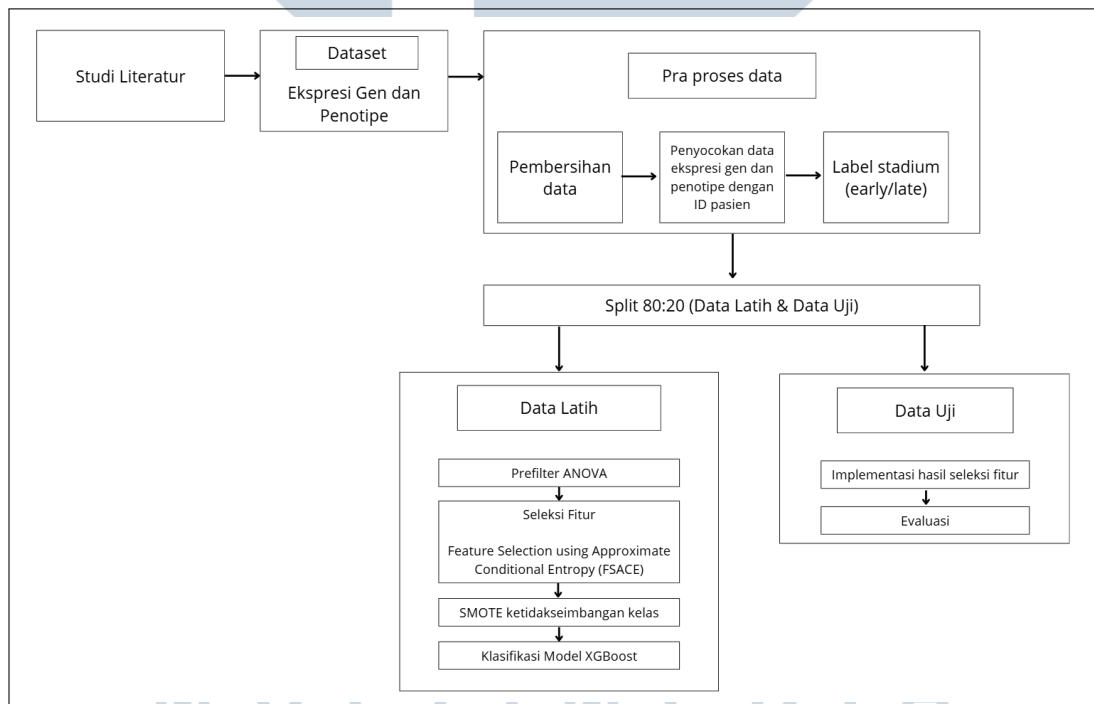 Studi Literatur
Dataset
Ekspresi Gen dan
Penotipe
Pra proses data
Pembersihan
data
Penyocokan data
ekspresi gen dan
penotipe dengan
ID pasien
Label stadium
(early/late)
Split 80:20 (Data Latih & Data Uji)
Data Latih
Prefilter ANOVA
Seleksi Fitur
Feature Selection using Approximate
Conditional Entropy (FSACE)
SMOTE ketidakseimbangan kelas
Klasifikasi Model XGBoost
Data Uji
Implementasi hasil seleksi fitur
Evaluasi